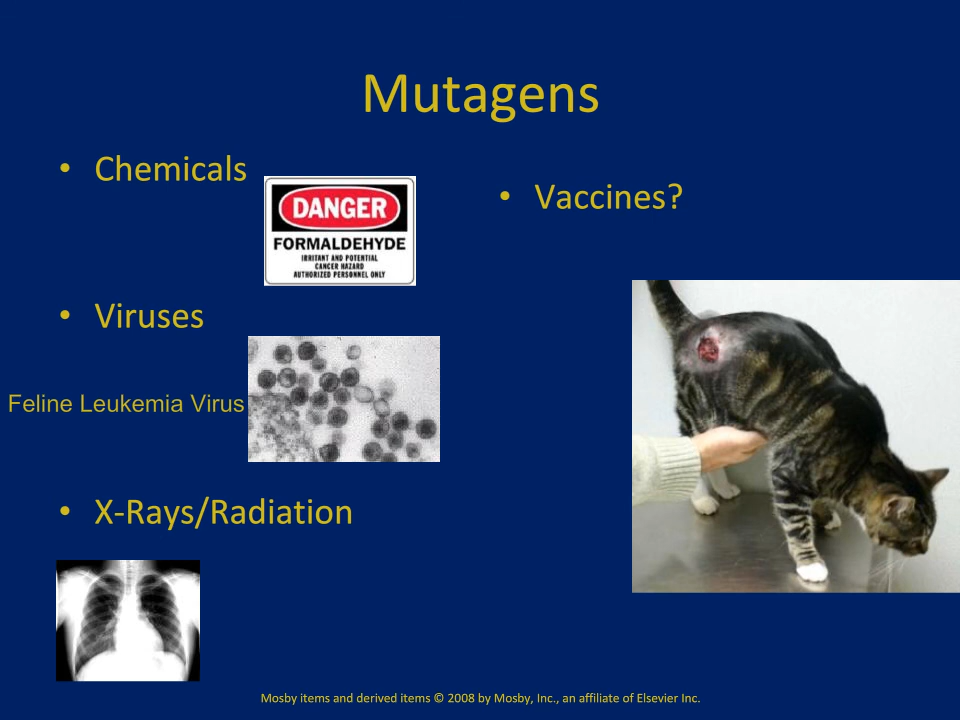 Mutagens
• Chemicals
DANGER
FORMALDEHYDE
IRRITANT AND POTENTIAL
CANCER HAZARD
AUTHORIZED PERSONNEL ONLY
• Viruses
Feline Leukemia Virus
• X-Rays/Radiation
• Vaccines?
Mosby items and derived items © 2008 by Mosby, Inc., an affiliate of Elsevier Inc.